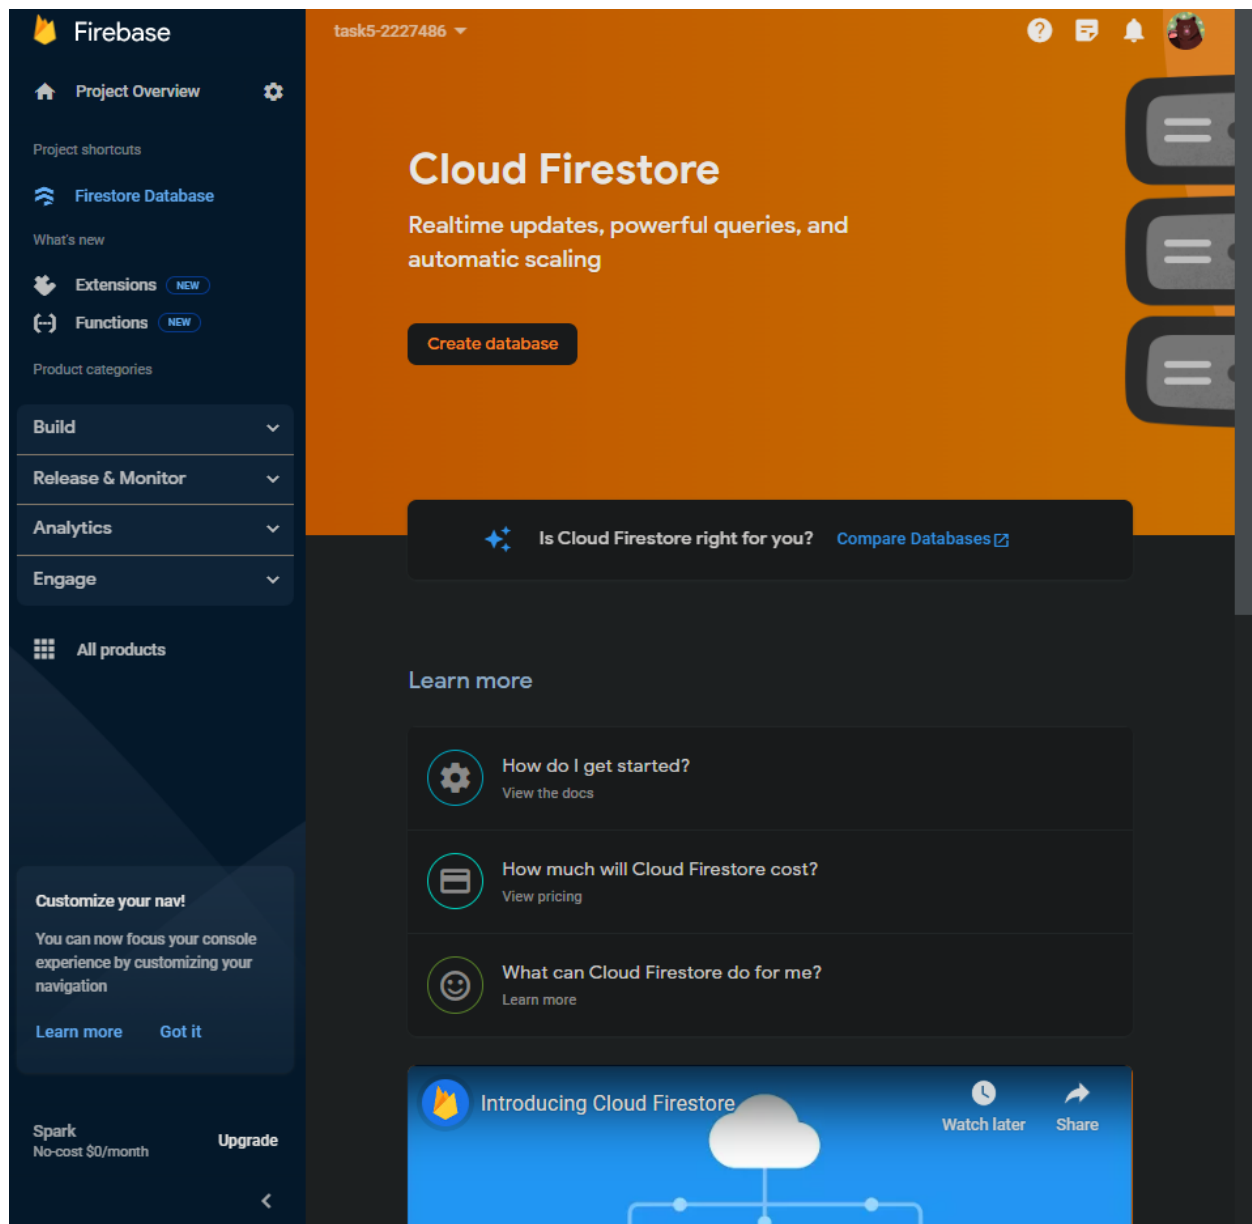 Firebase
task5-2227486
Project Overview
Project shortcuts
Firestore Database
What's new
Extensions NEW
Functions NEW
Product categories
Build
Release & Monitor
Analytics
Engage
All products
Customize your nav!
You can now focus your console
experience by customizing your
navigation
Learn more Got it
Spark
No-cost $0/month
Upgrade
Cloud Firestore
Realtime updates, powerful queries, and
automatic scaling
Create database
Is Cloud Firestore right for you? Compare Databases
Learn more
How do I get started?
View the docs
How much will Cloud Firestore cost?
View pricing
What can Cloud Firestore do for me?
Learn more
Introducing Cloud Firestore
Watch later
Share